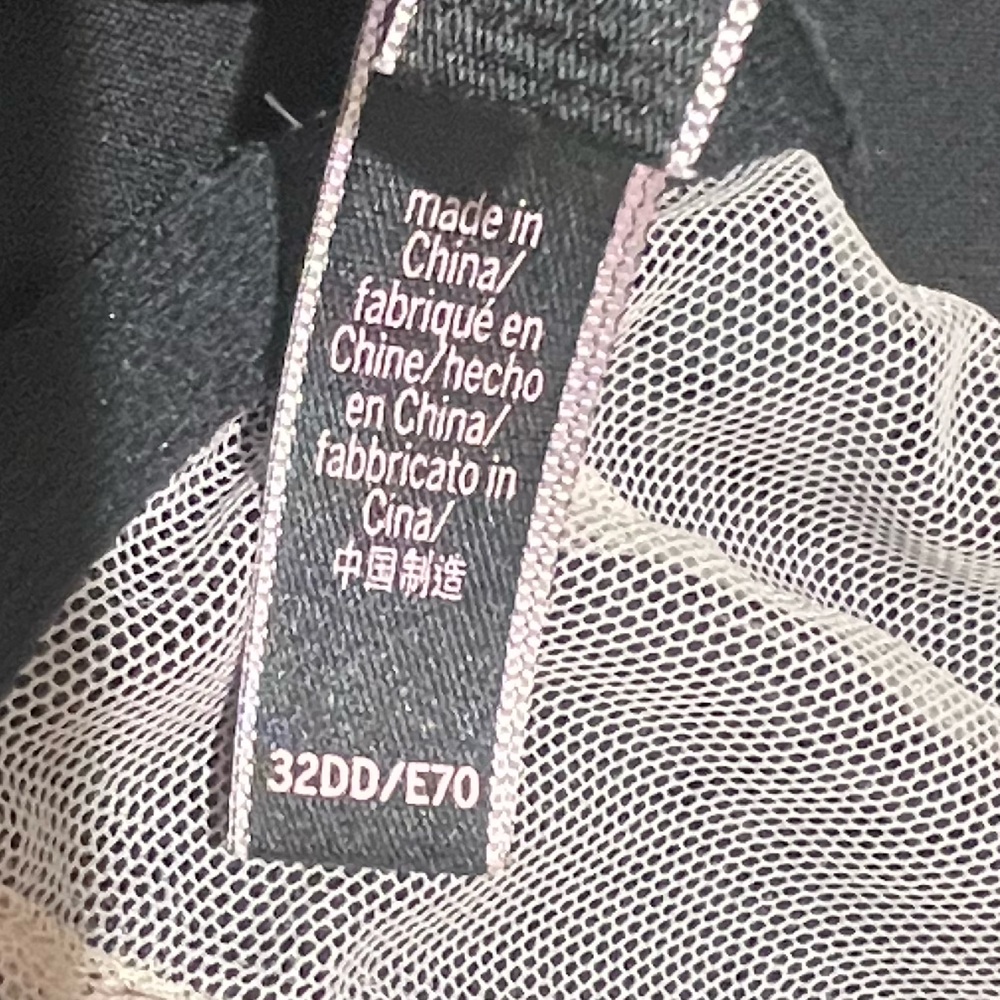 made in
China/
fabriqué en
Chine/hecho
en China/
fabbricato in
Cina/
中国制造
32DD/E70